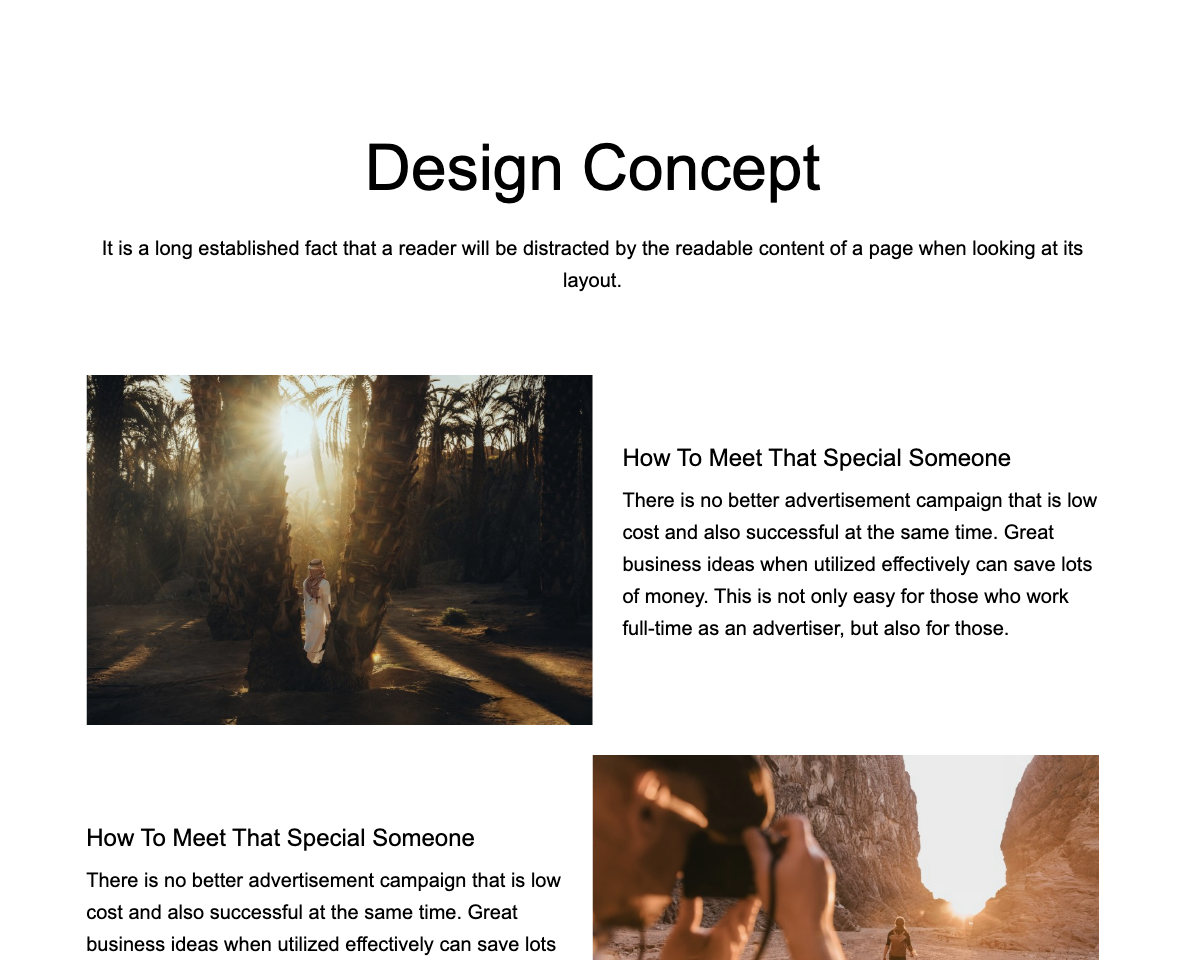 Design Concept
It is a long established fact that a reader will be distracted by the readable content of a page when looking at its
layout.
How To Meet That Special Someone
There is no better advertisement campaign that is low
cost and also successful at the same time. Great
business ideas when utilized effectively can save lots
of money. This is not only easy for those who work
full-time as an advertiser, but also for those.
How To Meet That Special Someone
There is no better advertisement campaign that is low
cost and also successful at the same time. Great
business ideas when utilized effectively can save lots